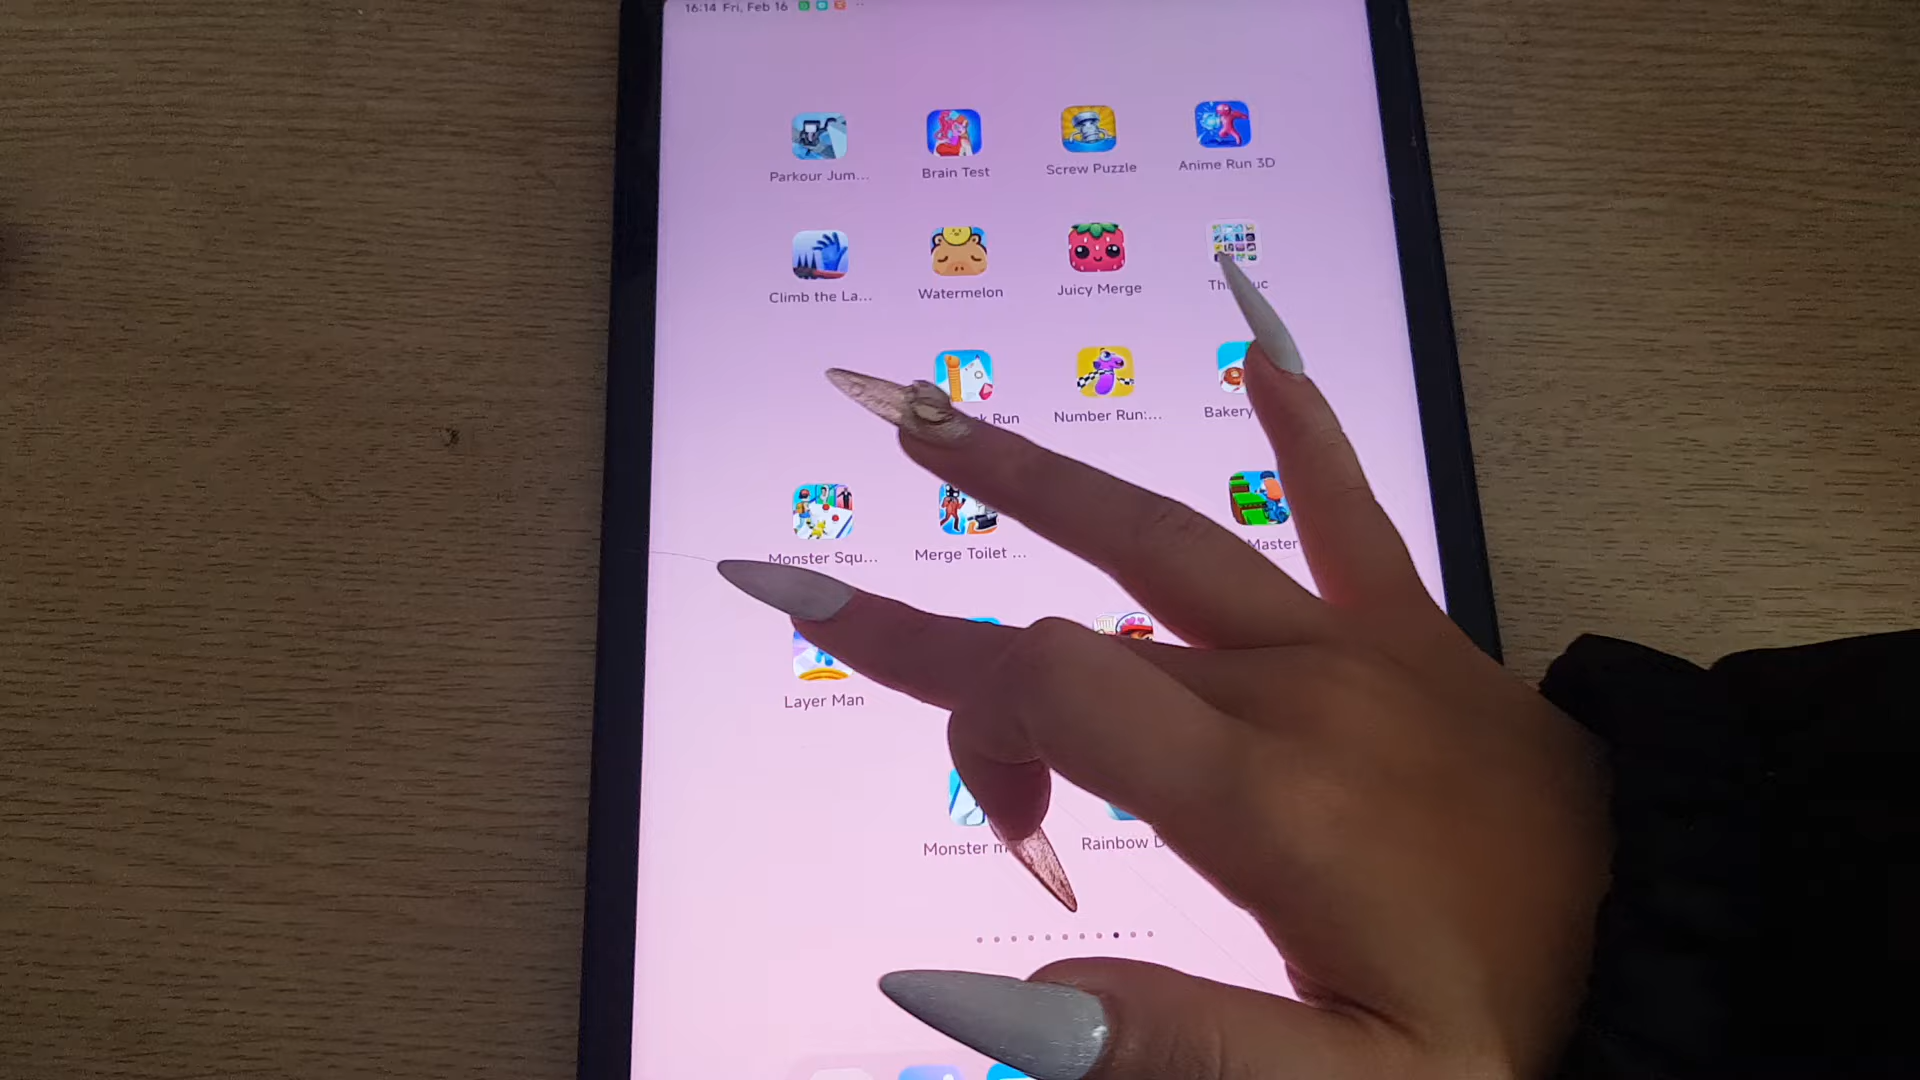 16:14 Fri, Feb 16
Parkour Jum... Brain Test Screw Puzzle Anime Run 3D
Climb the La... Watermelon Juicy Merge
Run Number Run:... Bakery
Monster Squ... Merge Toilet ... Master
Layer Man
Monster Rainbow